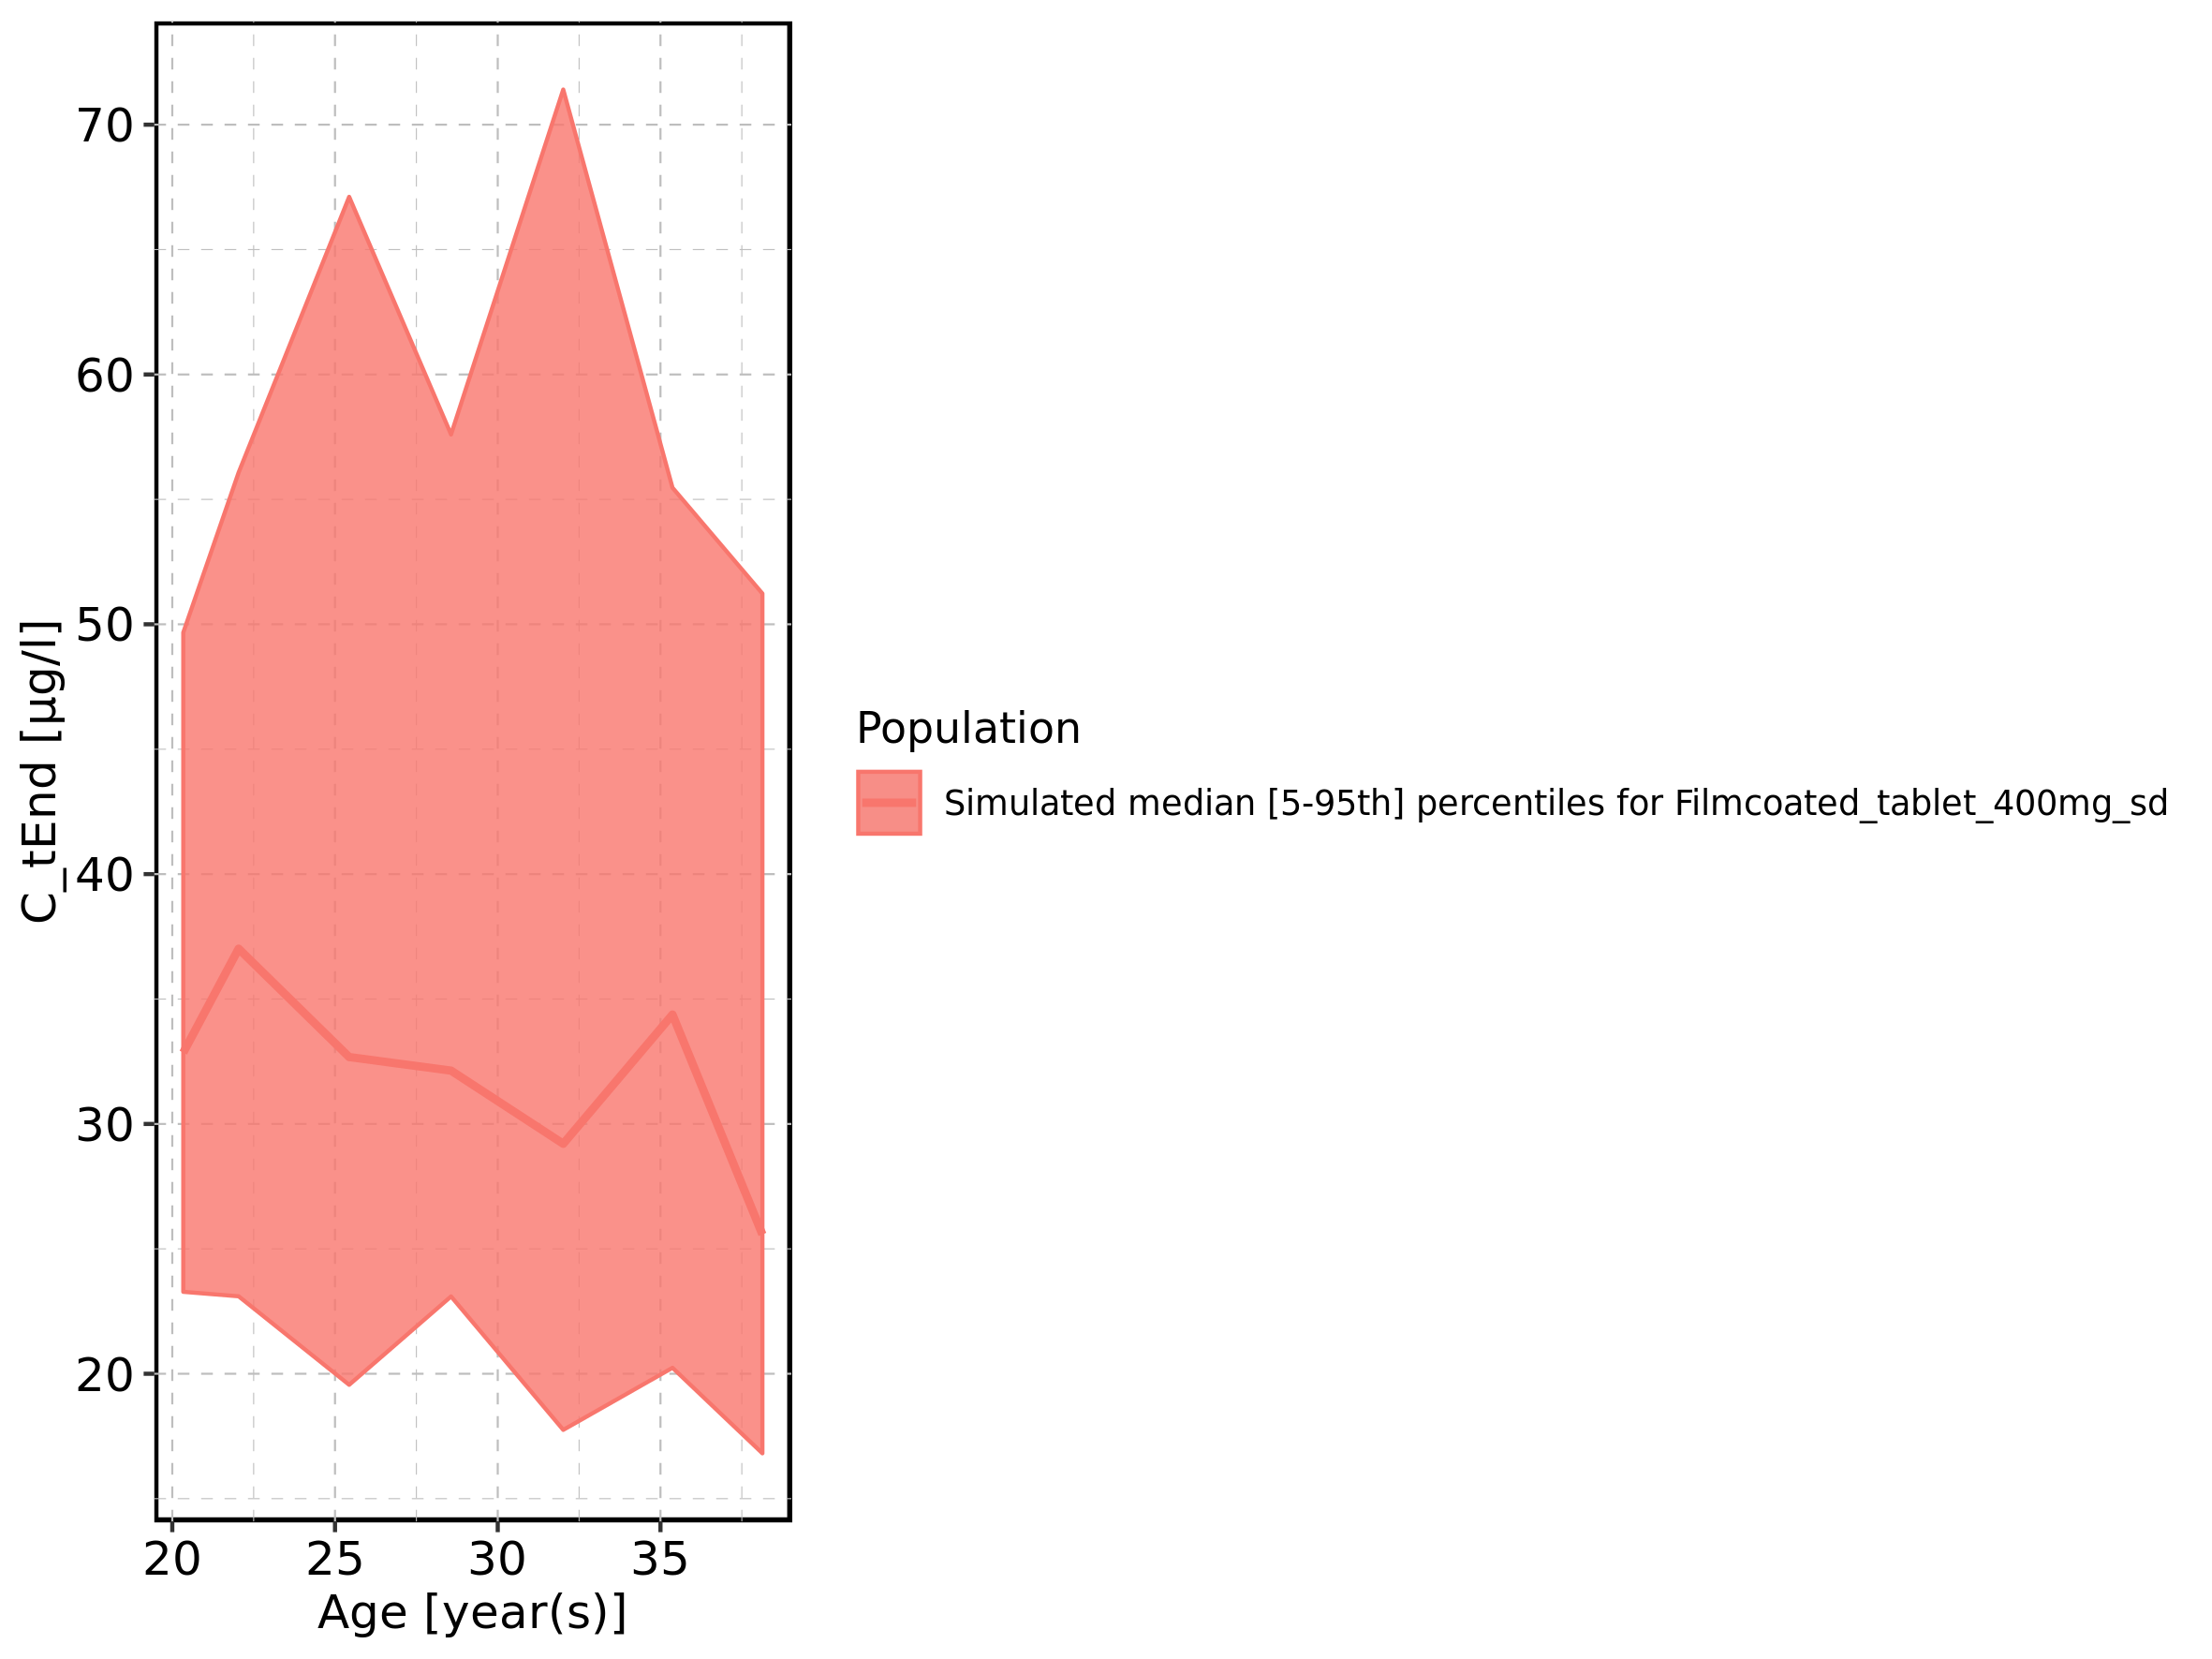 70
60
50
40
30
20
C_tEnd [µg/l]
20 25 30 35
Age [year(s)]
Population
Simulated median [5-95th] percentiles for Filmcoated_tablet_400mg_sd